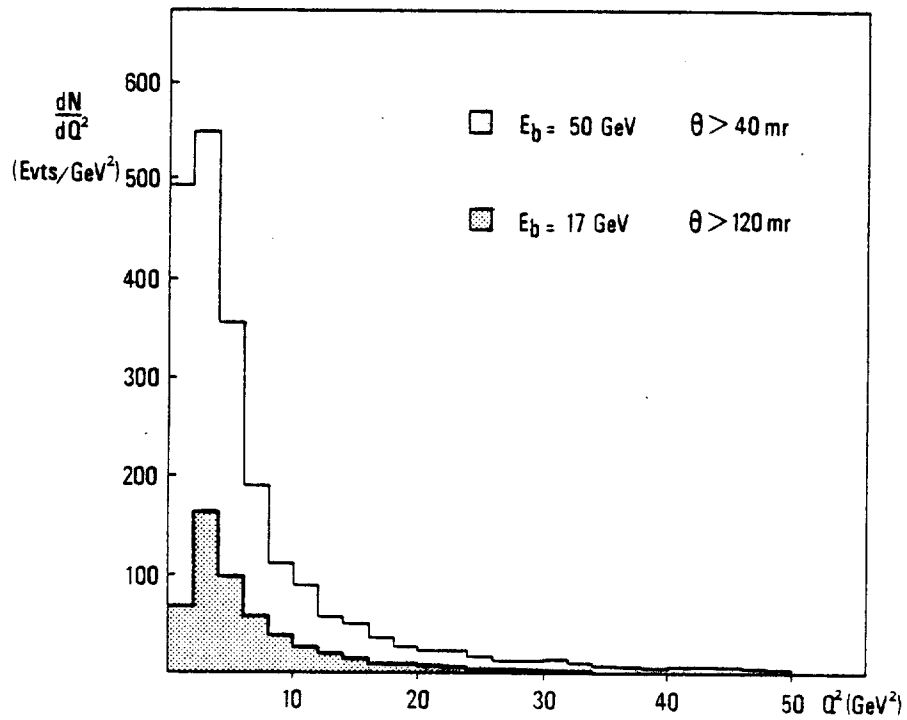 600
dN
dQ²
(Evts/GeV²)
500
400
300
200
100
E_b = 50 GeV θ > 40 mr
E_b = 17 GeV θ > 120 mr
10
20
30
40
50
Q² (GeV²)